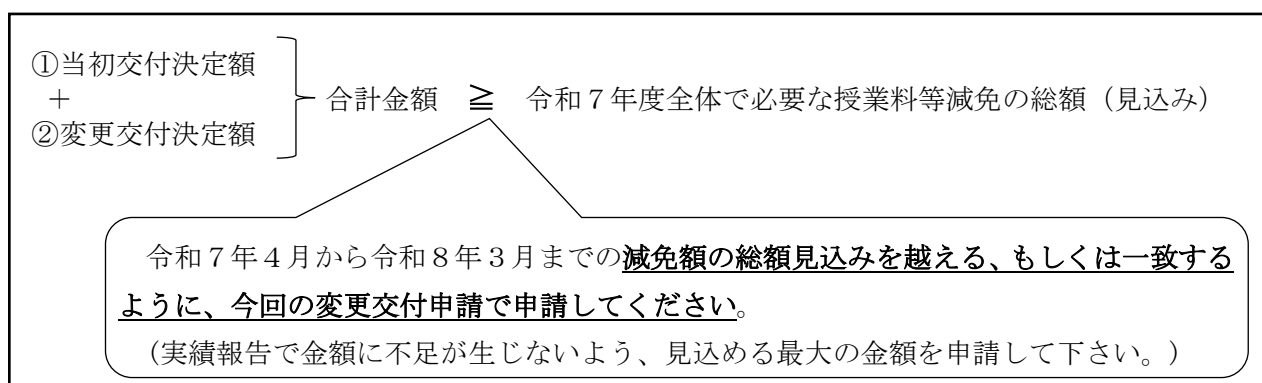 ①当初交付決定額
+
②変更交付決定額
合計金額 ≧ 令和７年度全体で必要な授業料等減免の総額（見込み）
令和７年４月から令和８年３月までの減免額の総額見込みを越える、もしくは一致する
ように、今回の変更交付申請で申請してください。
（実績報告で金額に不足が生じないよう、見込める最大の金額を申請して下さい。）